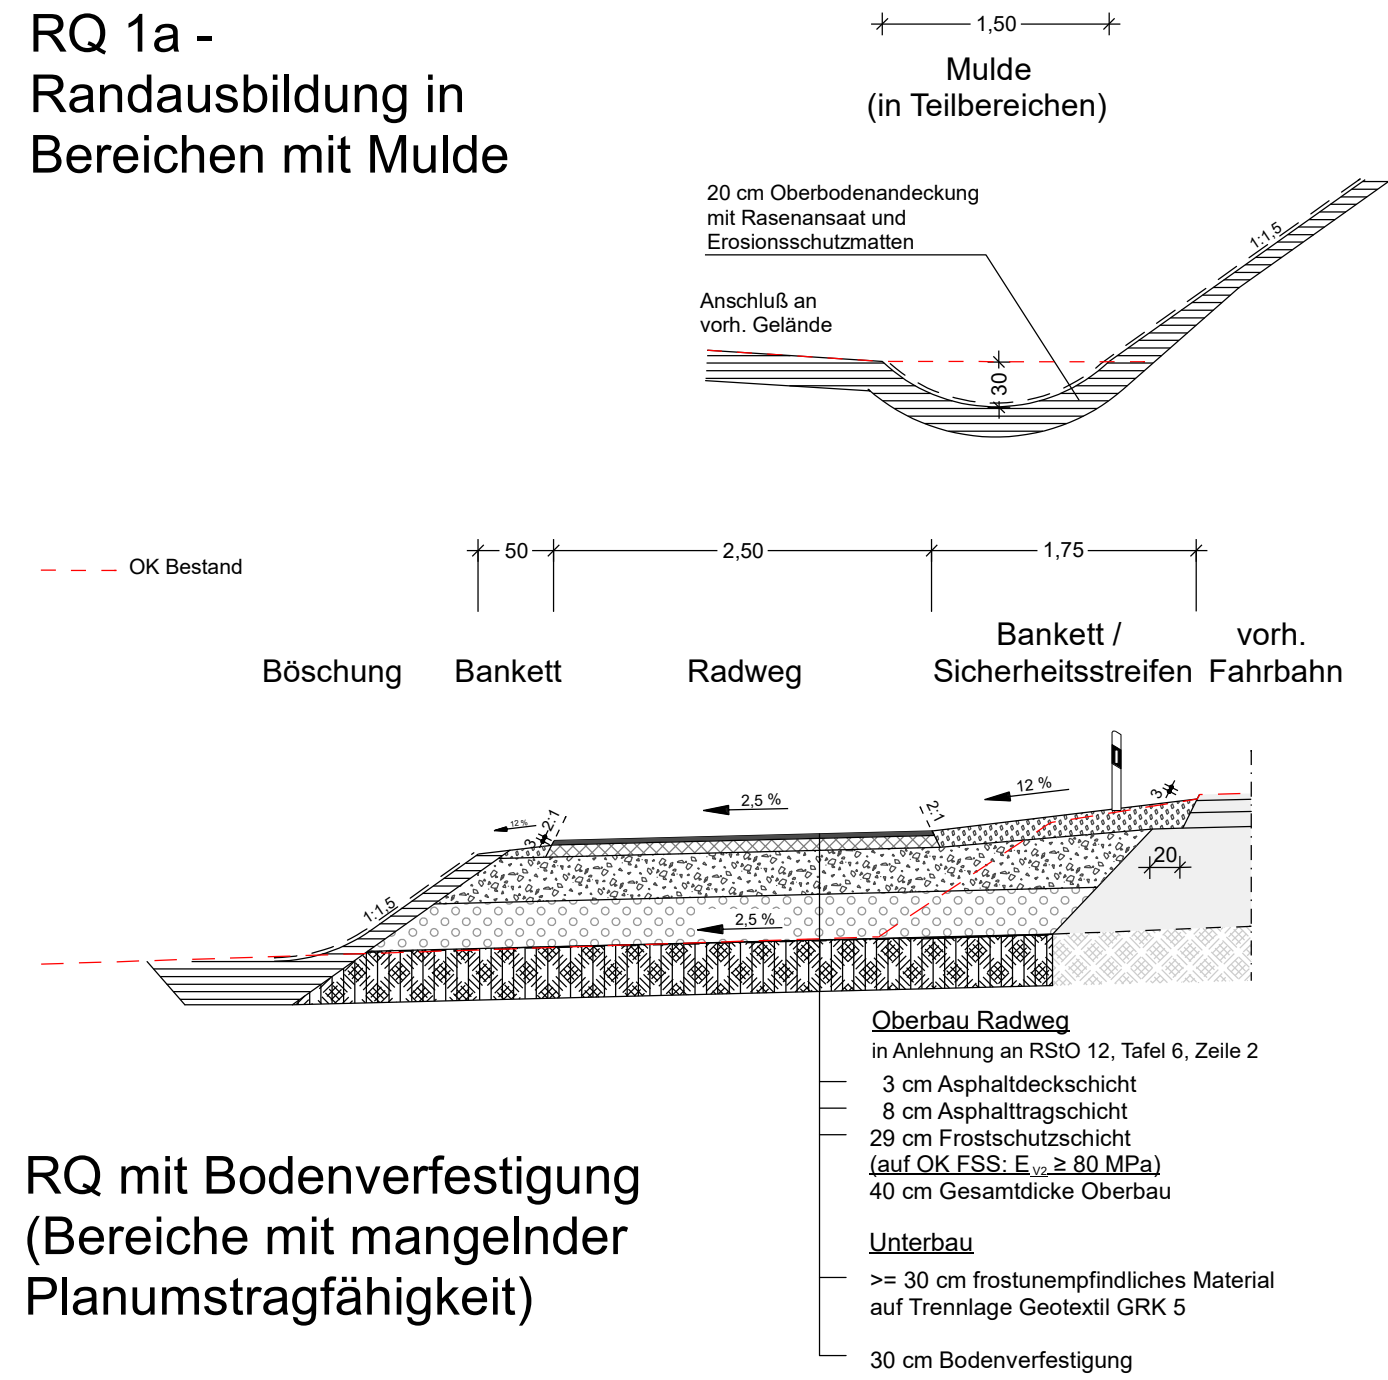 RQ 1a -
Randausbildung in
Bereichen mit Mulde
1,50
Mulde
(in Teilbereichen)
20 cm Oberbodenandeckung
mit Rasenansaat und
Erosionsschutzmatten
1:1,5
Anschluß an
vorh. Gelände
30
OK Bestand
50
2,50
1,75
Böschung
Bankett
Radweg
Bankett /
Sicherheitsstreifen
vorh.
Fahrbahn
12 %
3
2:1
2,5 %
2:1
12 %
3
20
1:1,5
2,5 %
Oberbau Radweg
in Anlehnung an RStO 12, Tafel 6, Zeile 2
3 cm Asphaltdeckschicht
8 cm Asphalttragschicht
29 cm Frostschutzschicht
(auf OK FSS: E V2 ≥ 80 MPa)
40 cm Gesamtdicke Oberbau
Unterbau
>= 30 cm frostunempfindliches Material
auf Trennlage Geotextil GRK 5
30 cm Bodenverfestigung
RQ mit Bodenverfestigung
(Bereiche mit mangelnder
Planumstragfähigkeit)